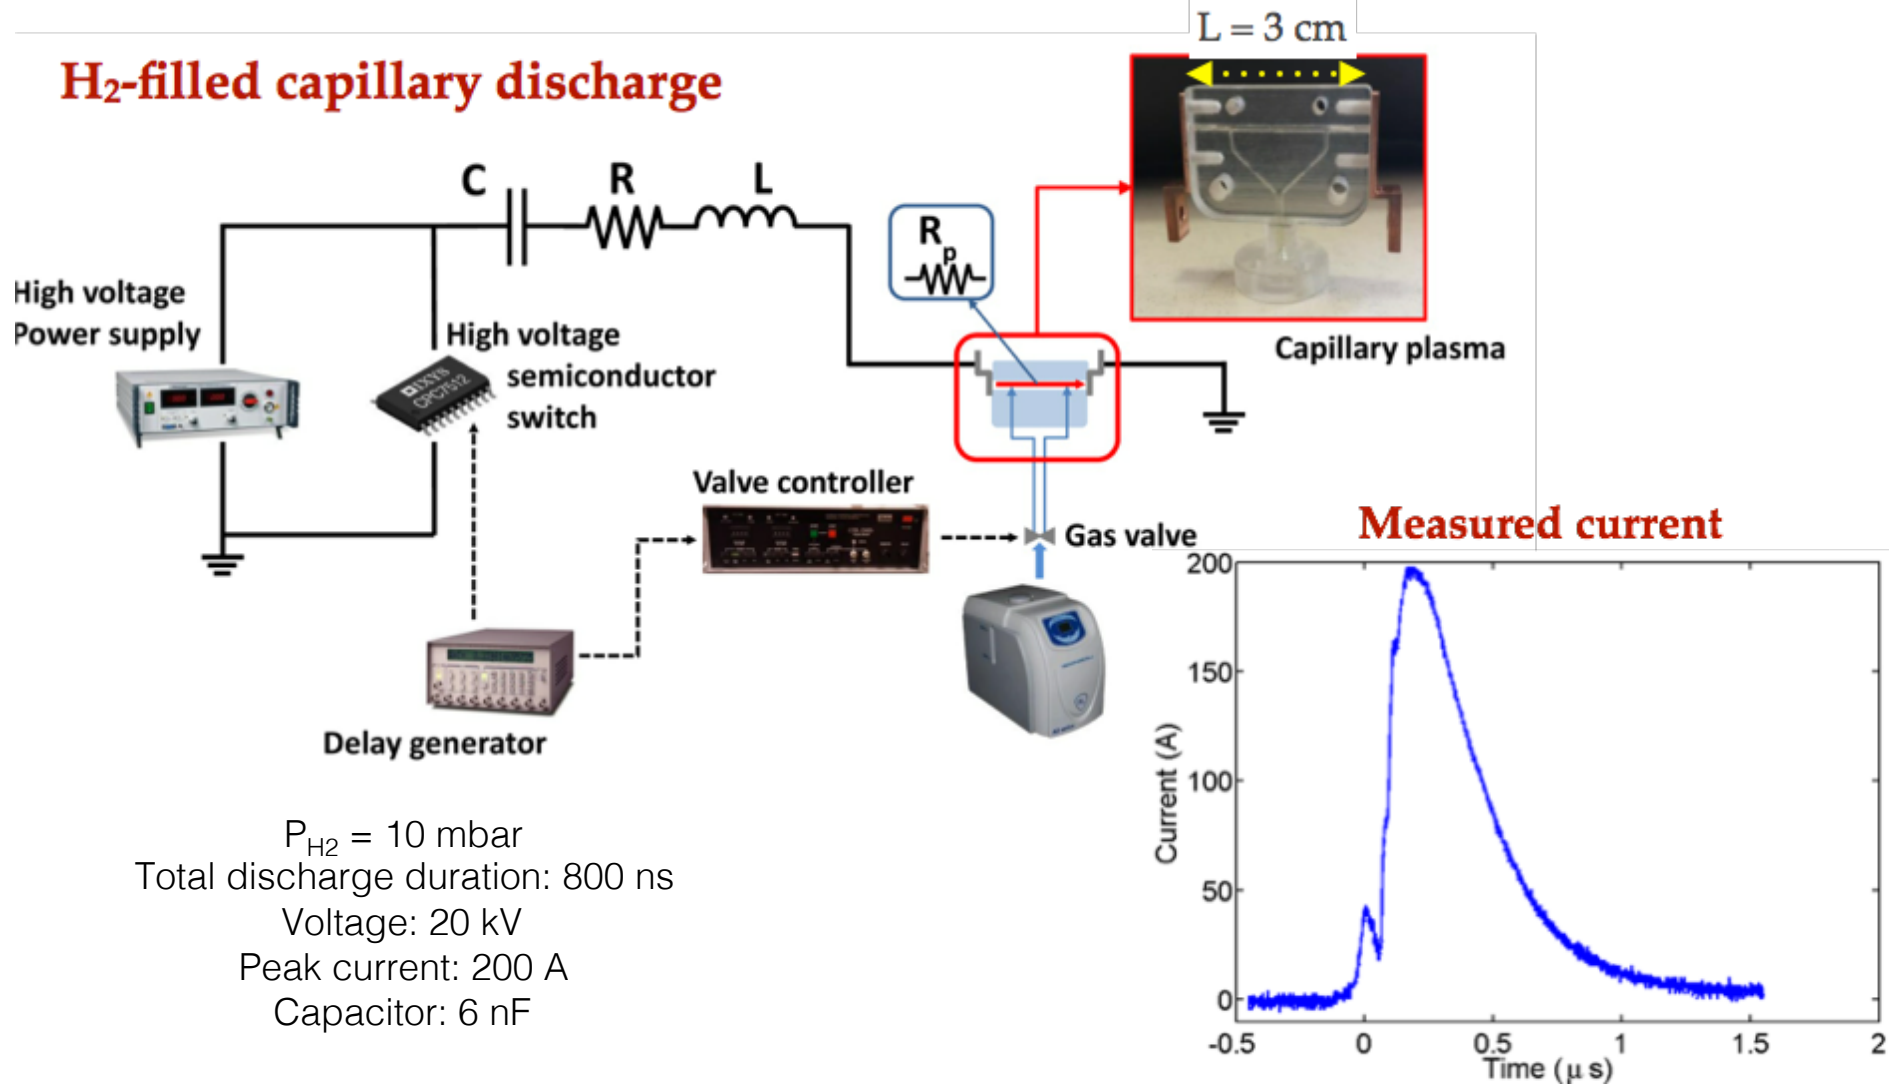 L = 3 cm
H₂-filled capillary discharge
C
R
L
R
p
High voltage
Power supply
High voltage
semiconductor
switch
IXYS
CPC7512
Capillary plasma
Valve controller
Gas valve
Delay generator
Measured current
P_H2 = 10 mbar
Total discharge duration: 800 ns
Voltage: 20 kV
Peak current: 200 A
Capacitor: 6 nF
200
150
100
50
0
Current (A)
-0.5
0
0.5
1
1.5
2
Time (μ s)